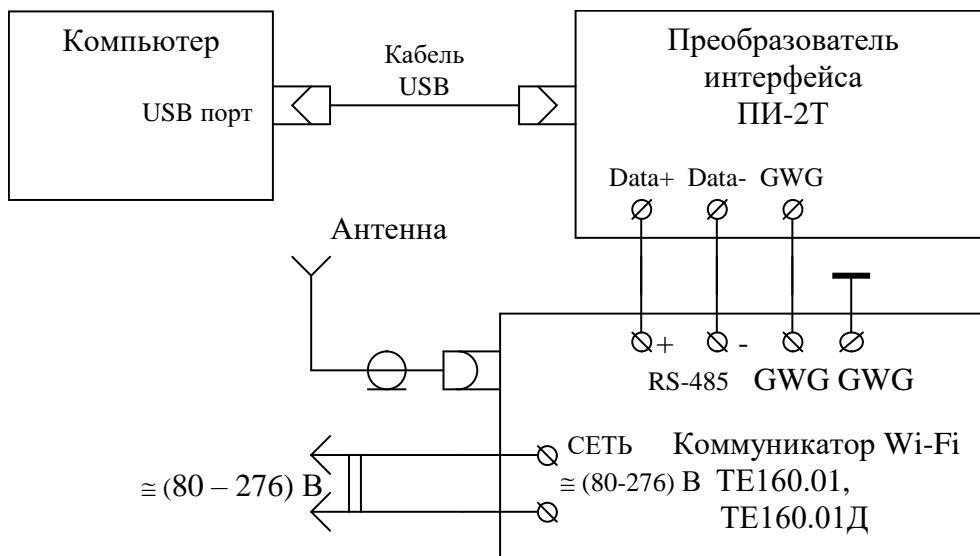 Компьютер
USB порт
Кабель
USB
Преобразователь
интерфейса
ПИ-2Т
Data+ Data- GWG
Антенна
+ -
RS-485 GWG GWG
≅ (80 – 276) В
СЕТЬ
≅ (80-276) В
Коммуникатор Wi-Fi
ТЕ160.01,
ТЕ160.01Д